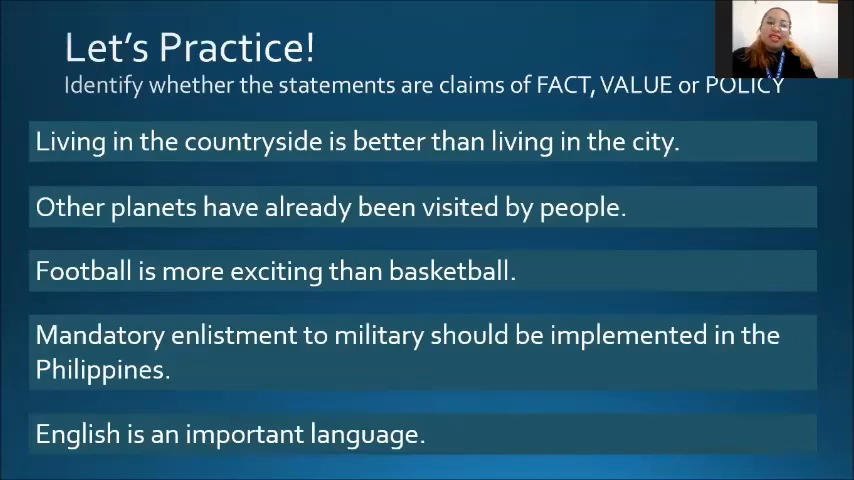 Let's Practice!
Identify whether the statements are claims of FACT, VALUE or POLICY
Living in the countryside is better than living in the city.
Other planets have already been visited by people.
Football is more exciting than basketball.
Mandatory enlistment to military should be implemented in the
Philippines.
English is an important language.